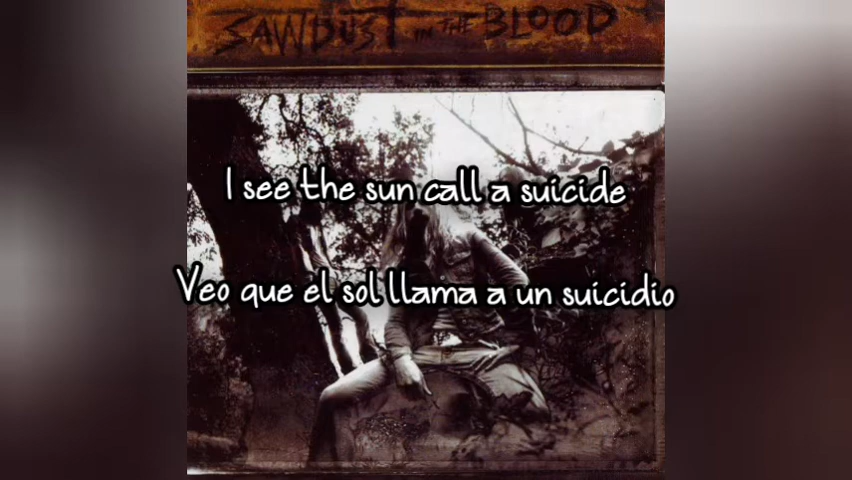 SAWDUST IN THE BLOOD
I see the sun call a suicide
Veo que el sol llama a un suicidio